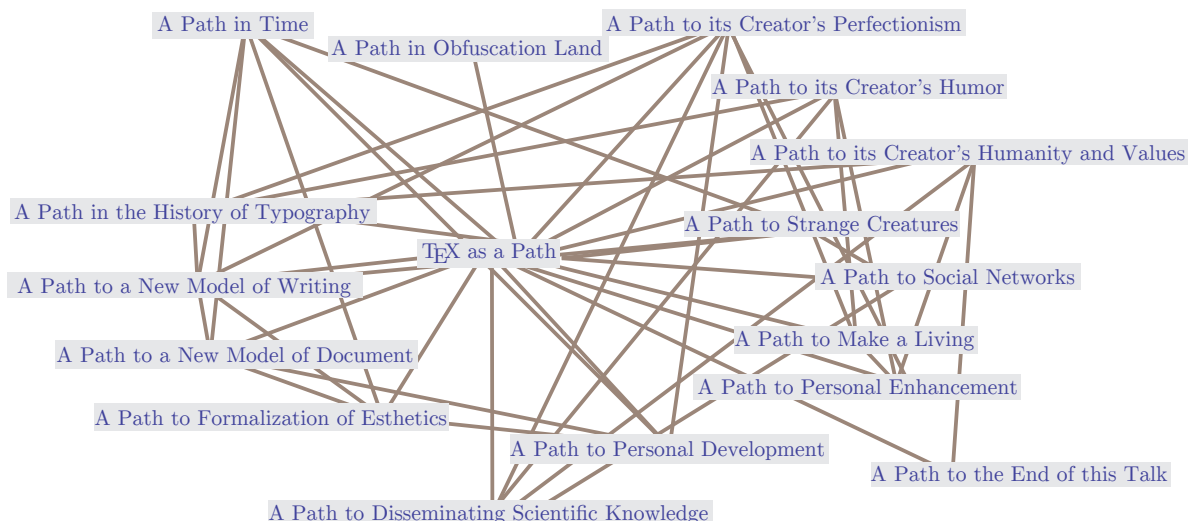 A Path in Time
A Path to its Creator's Perfectionism
A Path in Obfuscation Land
A Path to its Creator's Humor
A Path to its Creator's Humanity and Values
A Path in the History of Typography
A Path to Strange Creatures
TEX as a Path
A Path to Social Networks
A Path to a New Model of Writing
A Path to Make a Living
A Path to a New Model of Document
A Path to Personal Enhancement
A Path to Formalization of Esthetics
A Path to Personal Development
A Path to the End of this Talk
A Path to Disseminating Scientific Knowledge